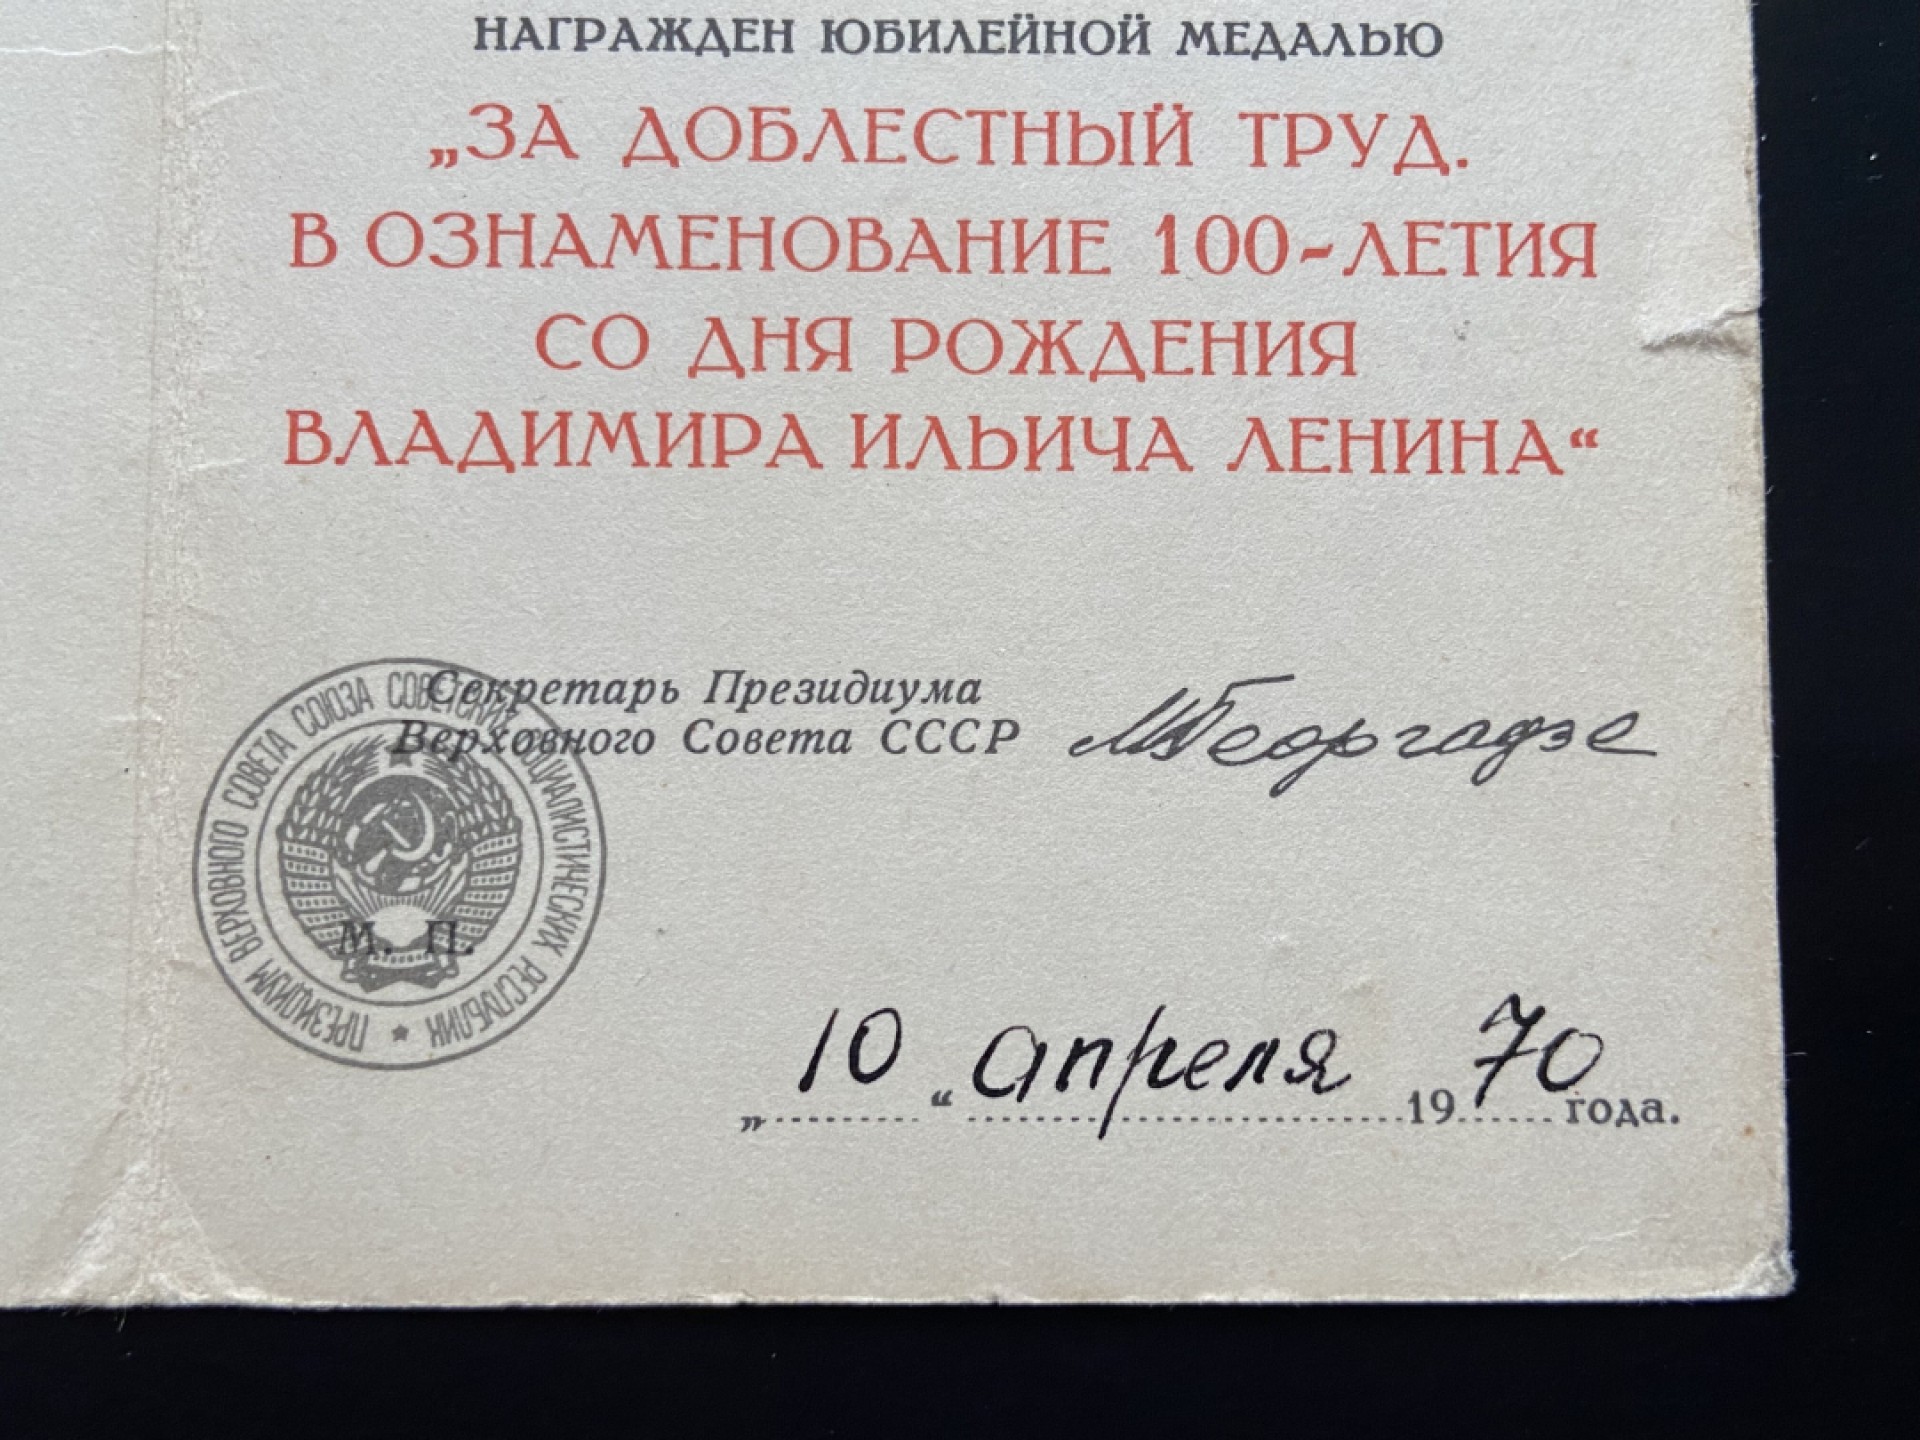 НАГРАЖДЕН ЮБИЛЕЙНОЙ МЕДАЛЬЮ
„ЗА ДОБЛЕСТНЫЙ ТРУД.
В ОЗНАМЕНОВАНИЕ 100-ЛЕТИЯ
СО ДНЯ РОЖДЕНИЯ
ВЛАДИМИРА ИЛЬИЧА ЛЕНИНА“
Секретарь Президиума
Верховного Совета СССР МГеоргадзе
ПРЕЗИДИУМ ВЕРХОВНОГО СОВЕТА СОЮЗА СОВЕТСКИХ СОЦИАЛИСТИЧЕСКИХ РЕСПУБЛИК
М. П.
„10“ апреля 1970 года.